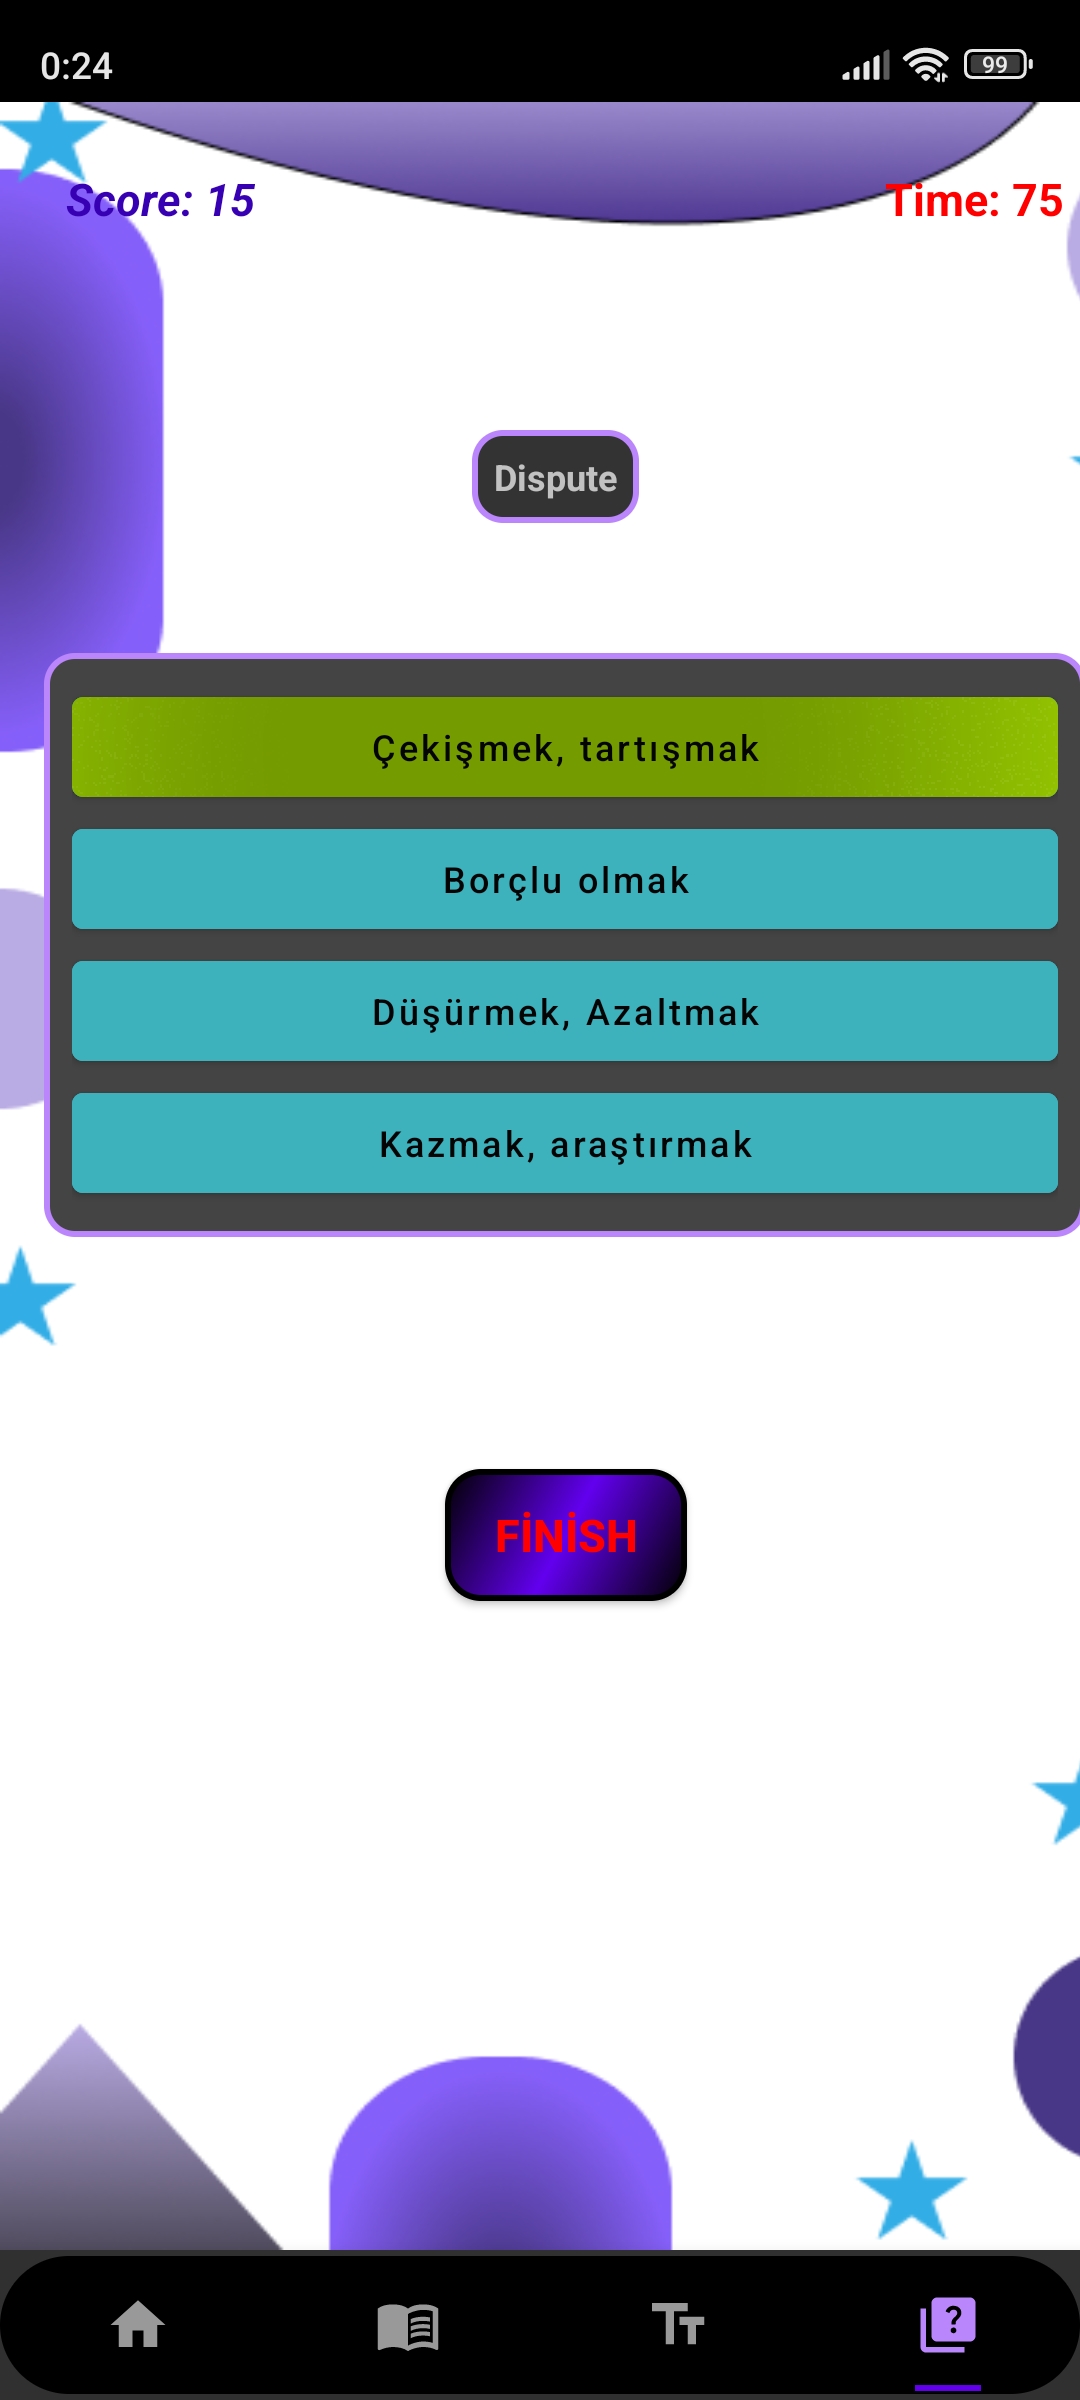 0:24
99
Score: 15
Time: 75
Dispute
Çekişmek, tartışmak
Borçlu olmak
Düşürmek, Azaltmak
Kazmak, araştırmak
FİNİSH